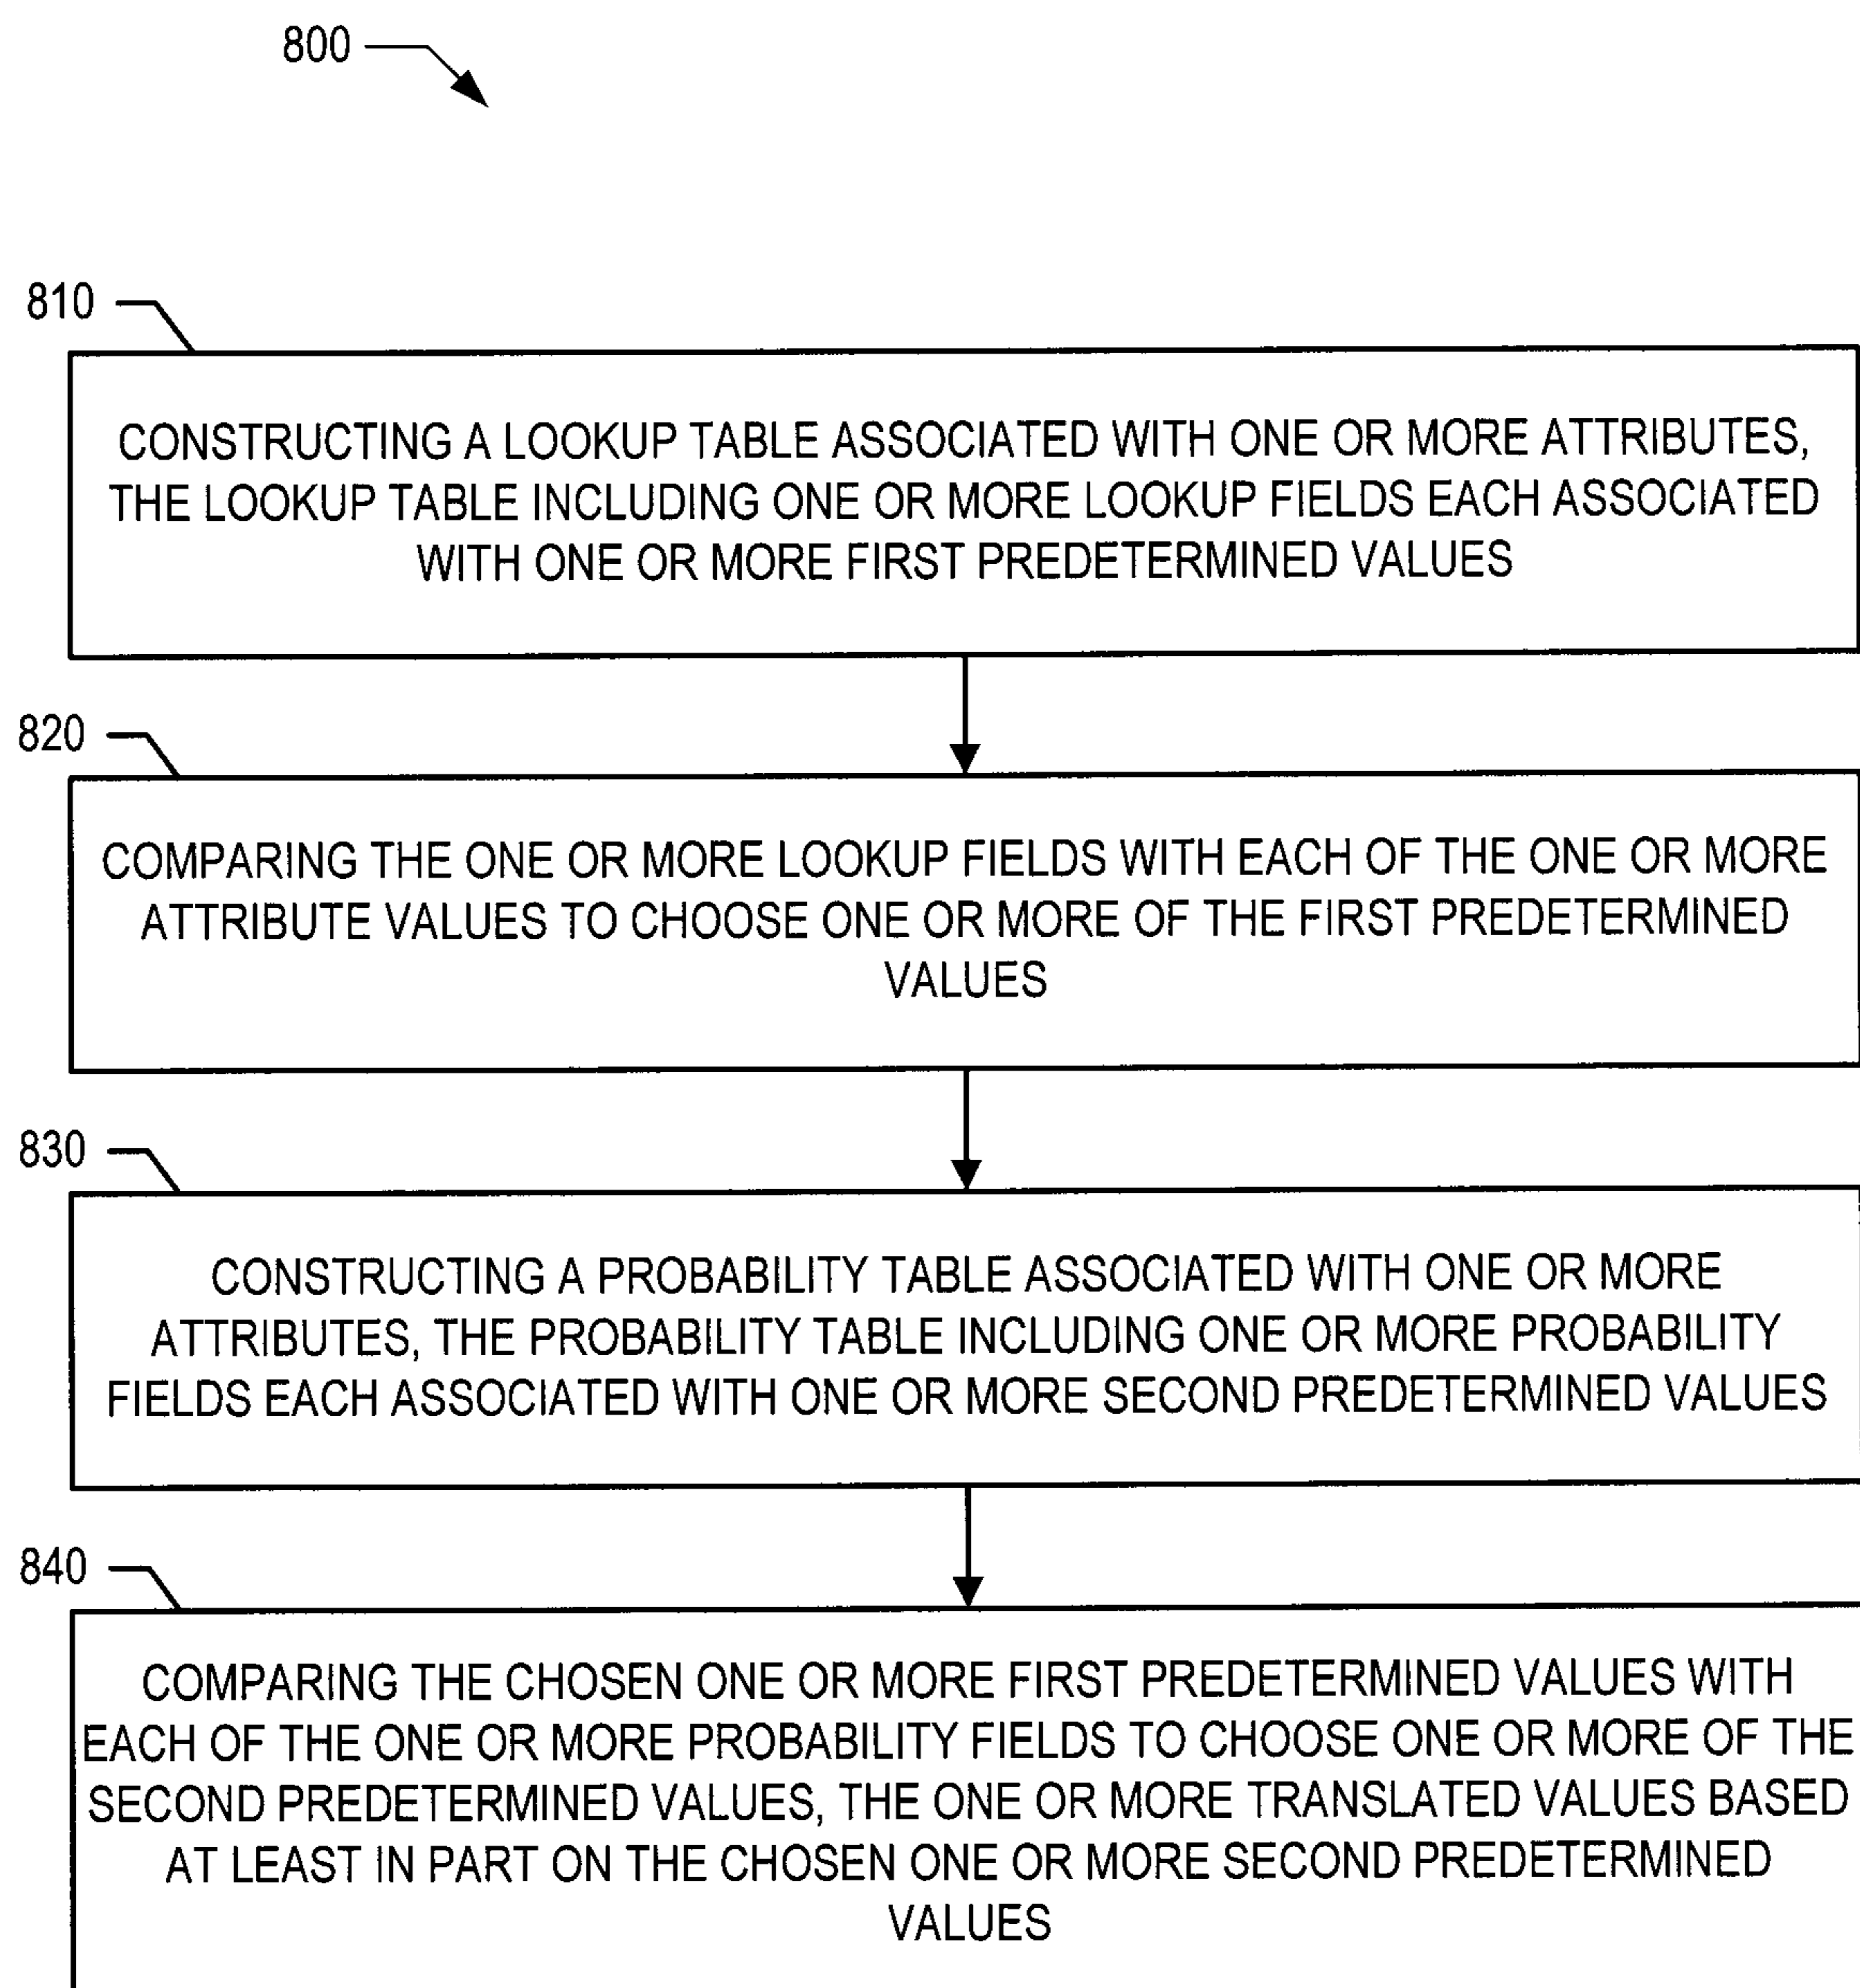 800
810
CONSTRUCTING A LOOKUP TABLE ASSOCIATED WITH ONE OR MORE ATTRIBUTES,
THE LOOKUP TABLE INCLUDING ONE OR MORE LOOKUP FIELDS EACH ASSOCIATED
WITH ONE OR MORE FIRST PREDETERMINED VALUES
820
COMPARING THE ONE OR MORE LOOKUP FIELDS WITH EACH OF THE ONE OR MORE
ATTRIBUTE VALUES TO CHOOSE ONE OR MORE OF THE FIRST PREDETERMINED
VALUES
830
CONSTRUCTING A PROBABILITY TABLE ASSOCIATED WITH ONE OR MORE
ATTRIBUTES, THE PROBABILITY TABLE INCLUDING ONE OR MORE PROBABILITY
FIELDS EACH ASSOCIATED WITH ONE OR MORE SECOND PREDETERMINED VALUES
840
COMPARING THE CHOSEN ONE OR MORE FIRST PREDETERMINED VALUES WITH
EACH OF THE ONE OR MORE PROBABILITY FIELDS TO CHOOSE ONE OR MORE OF THE
SECOND PREDETERMINED VALUES, THE ONE OR MORE TRANSLATED VALUES BASED
AT LEAST IN PART ON THE CHOSEN ONE OR MORE SECOND PREDETERMINED
VALUES